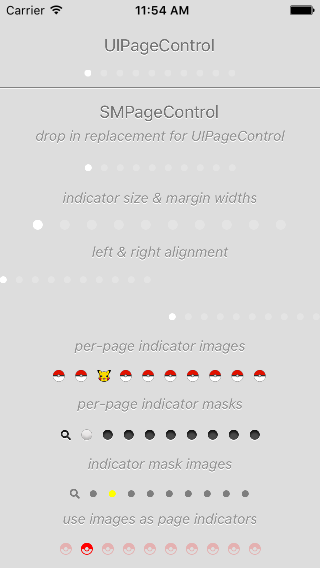 Carrier 11:54 AM
UIPageControl
SMPageControl
drop in replacement for UIPageControl
indicator size & margin widths
left & right alignment
per-page indicator images
per-page indicator masks
indicator mask images
use images as page indicators